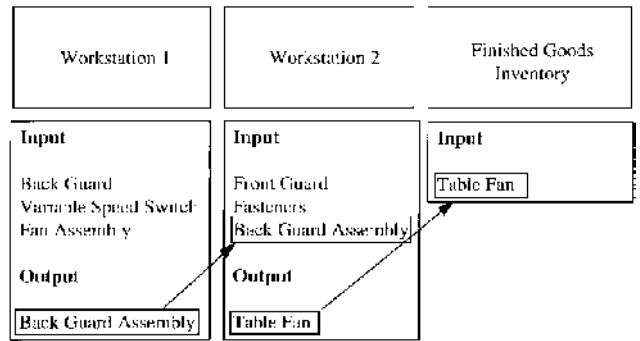 Workstation 1
Workstation 2
Finished Goods
Inventory
Input
Back Guard
Variable Speed Switch
Fan Assembly
Output
Back Guard Assembly
Input
Front Guard
Fasteners
Back Guard Assembly
Output
Table Fan
Input
Table Fan